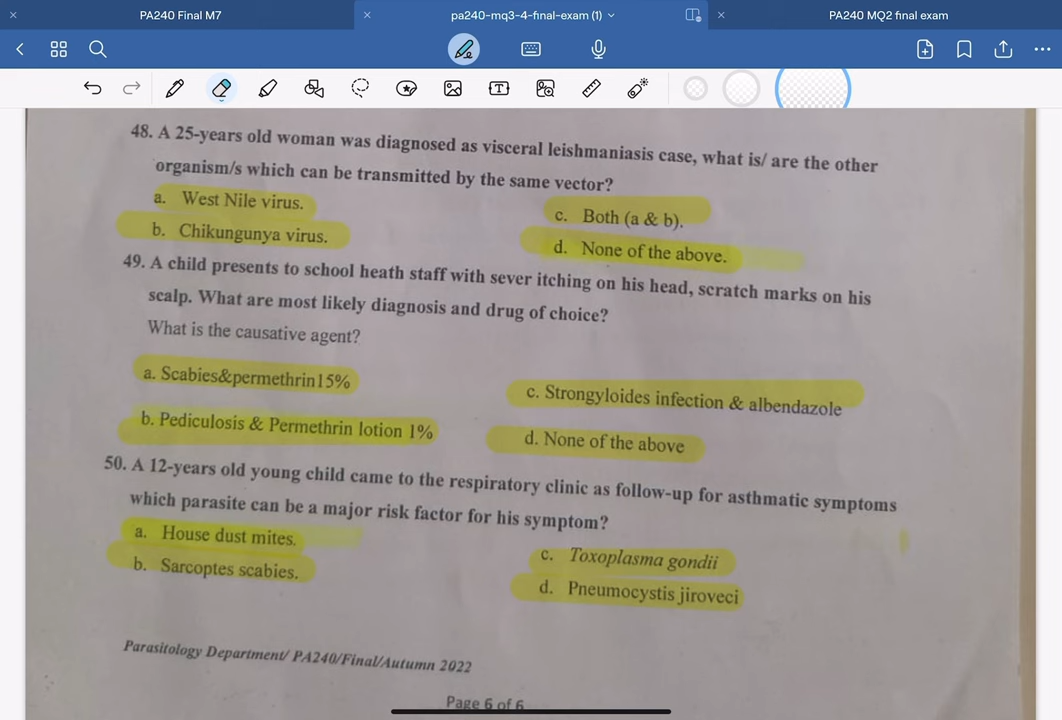 PA240 Final M7
pa240-mq3-4-final-exam (1)
PA240 MQ2 final exam
48. A 25-years old woman was diagnosed as visceral leishmaniasis case, what is/ are the other
organism/s which can be transmitted by the same vector?
a. West Nile virus.
c. Both (a & b).
b. Chikungunya virus.
d. None of the above.
49. A child presents to school heath staff with sever itching on his head, scratch marks on his
scalp. What are most likely diagnosis and drug of choice?
What is the causative agent?
a. Scabies&permethrin15%
c. Strongyloides infection & albendazole
b. Pediculosis & Permethrin lotion 1%
d. None of the above
50. A 12-years old young child came to the respiratory clinic as follow-up for asthmatic symptoms
which parasite can be a major risk factor for his symptom?
a. House dust mites.
c. Toxoplasma gondii
b. Sarcoptes scabies.
d. Pneumocystis jiroveci
Parasitology Department/ PA240/Final/Autumn 2022
Page 6 of 6